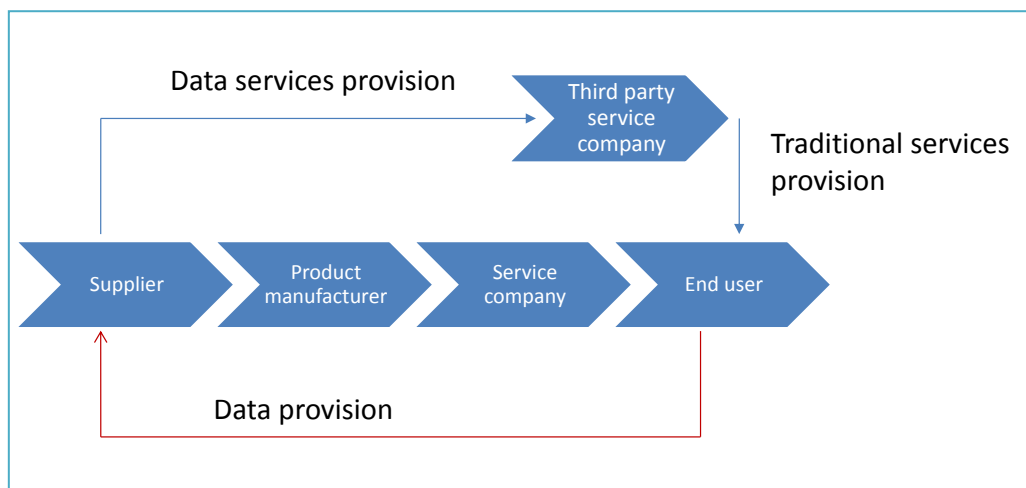 Data services provision
Third party
service
company
Traditional services
provision
Supplier
Product
manufacturer
Service
company
End user
Data provision